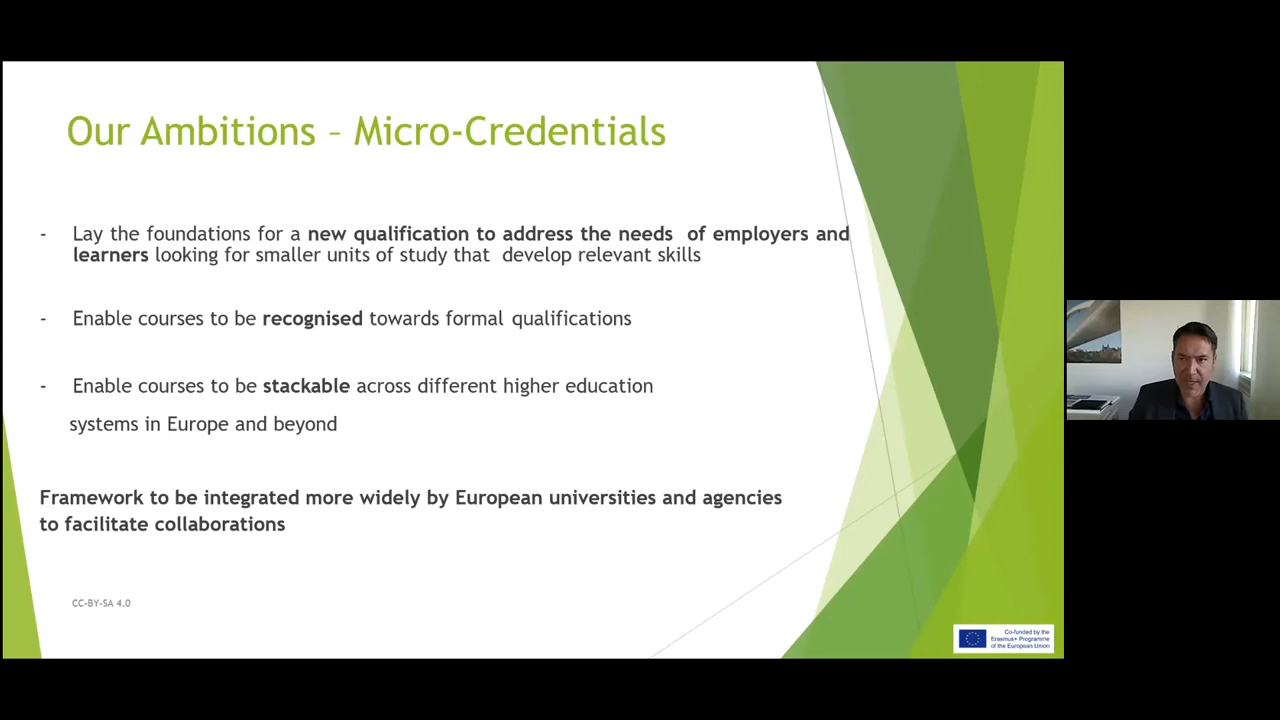 Our Ambitions – Micro-Credentials
- Lay the foundations for a new qualification to address the needs of employers and
learners looking for smaller units of study that develop relevant skills
- Enable courses to be recognised towards formal qualifications
- Enable courses to be stackable across different higher education
systems in Europe and beyond
Framework to be integrated more widely by European universities and agencies
to facilitate collaborations
CC-BY-SA 4.0
Co-funded by the
Erasmus+ Programme
of the European Union